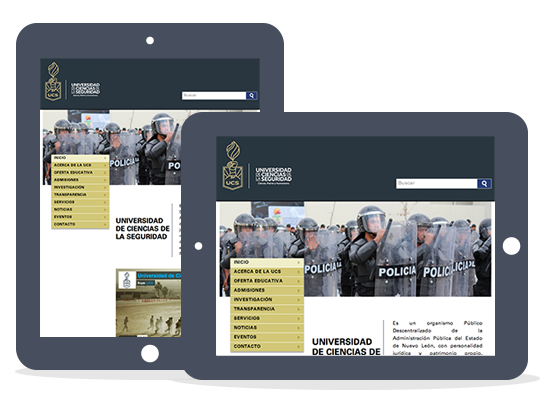 UCS
UNIVERSIDAD
DE CIENCIAS DE
LA SEGURIDAD
Buscar
POLICIA
INICIO
ACERCA DE LA UCS
OFERTA EDUCATIVA
ADMISIONES
INVESTIGACIÓN
TRANSPARENCIA
SERVICIOS
NOTICIAS
EVENTOS
CONTACTO
UNIVERSIDAD
DE CIENCIAS DE
LA SEGURIDAD
Universidad de Ci
UCS
UNIVERSIDAD
DE CIENCIAS DE
LA SEGURIDAD
Buscar
POLICIA
POLICIA
POLICIA
INICIO
ACERCA DE LA UCS
OFERTA EDUCATIVA
ADMISIONES
INVESTIGACIÓN
TRANSPARENCIA
SERVICIOS
NOTICIAS
EVENTOS
CONTACTO
UNIVERSIDAD
DE CIENCIAS DE
Es un organismo Público
Descentralizado de la
Administración Pública del Estado
de Nuevo León, con personalidad
jurídica y patrimonio propio.